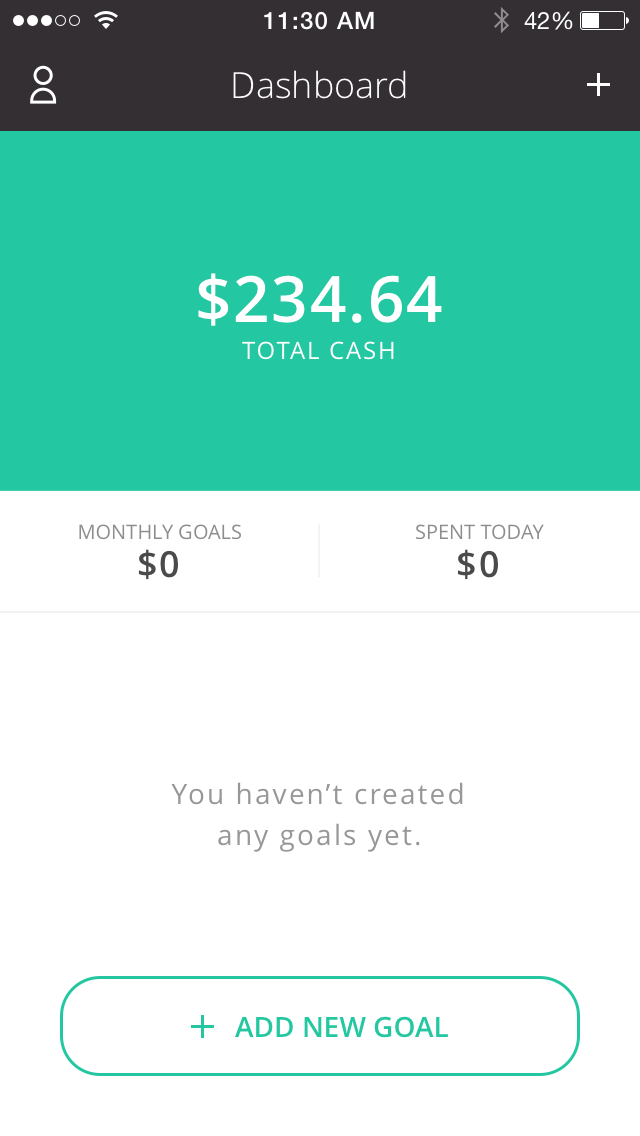 11:30 AM 42%
Dashboard
$234.64
TOTAL CASH
MONTHLY GOALS SPENT TODAY
$0 $0
You haven’t created
any goals yet.
+ ADD NEW GOAL